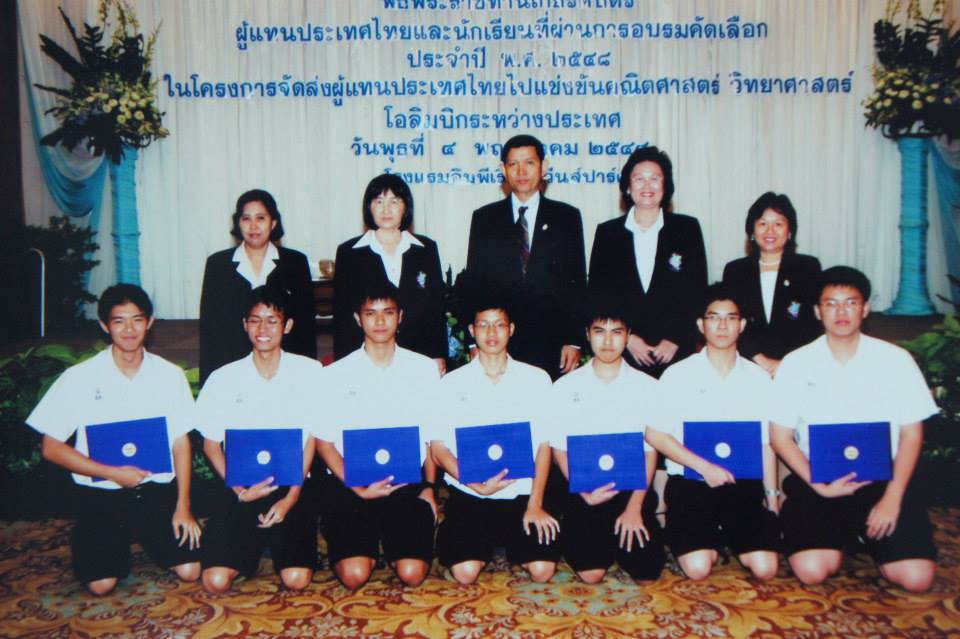 ผู้แทนประเทศไทยและนักเรียนที่ผ่านการอบรมคัดเลือก
ประจำปี พ.ศ. ๒๕๔๘
ในโครงการจัดส่งผู้แทนประเทศไทยไปแข่งขันคณิตศาสตร์ วิทยาศาสตร์
โอลิมปิกระหว่างประเทศ
วันพุธที่ ๔ ๒๕๔๘